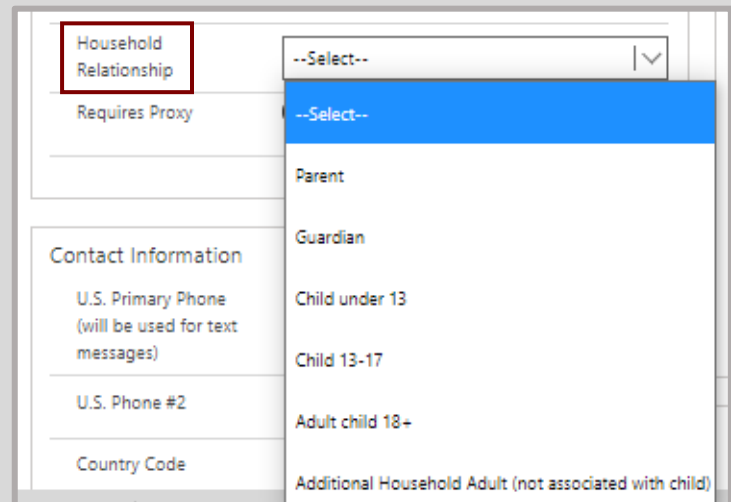 Household
Relationship
--Select--
Requires Proxy
--Select--
Parent
Guardian
Child under 13
Child 13-17
Adult child 18+
Additional Household Adult (not associated with child)
Contact Information
U.S. Primary Phone
(will be used for text
messages)
U.S. Phone #2
Country Code